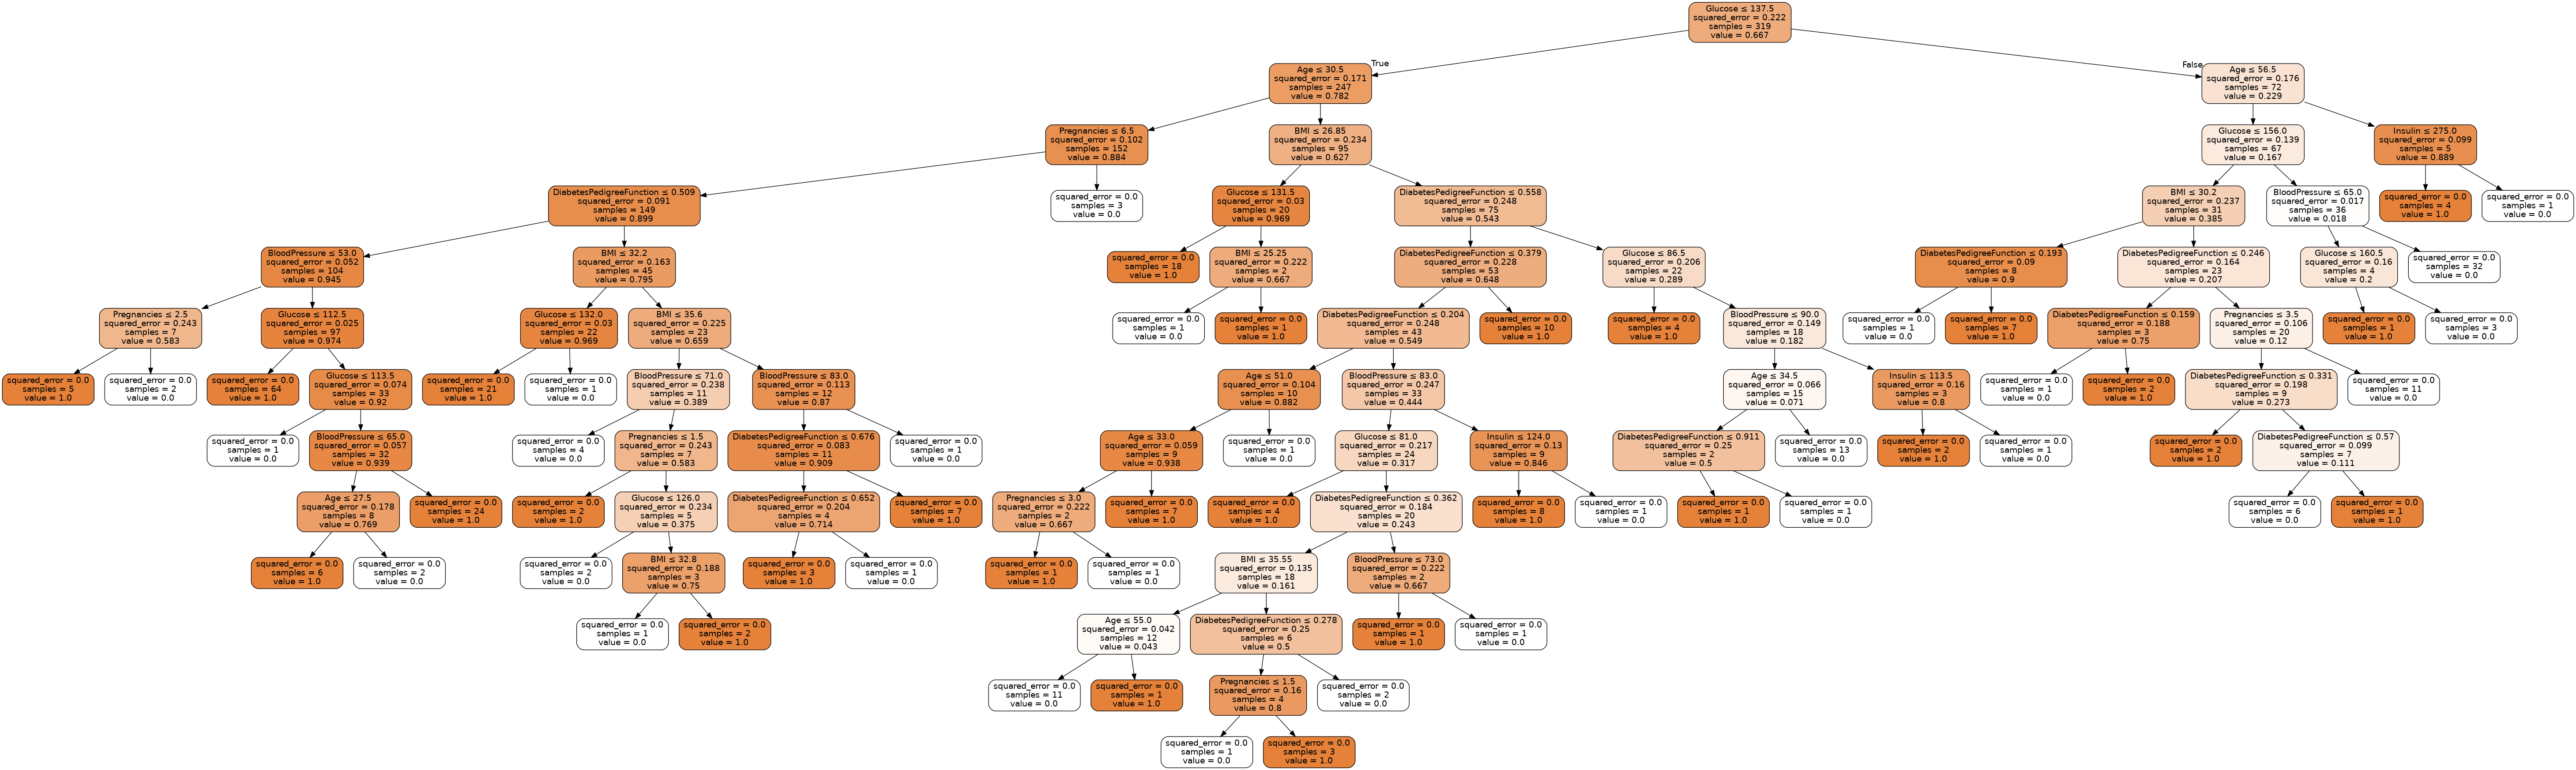 Glucose ≤ 137.5
squared_error = 0.222
samples = 319
value = 0.667
True
False
Age ≤ 30.5
squared_error = 0.171
samples = 247
value = 0.782
Age ≤ 56.5
squared_error = 0.176
samples = 72
value = 0.229
Pregnancies ≤ 6.5
squared_error = 0.102
samples = 152
value = 0.884
BMI ≤ 26.85
squared_error = 0.234
samples = 95
value = 0.627
Glucose ≤ 156.0
squared_error = 0.139
samples = 67
value = 0.167
Insulin ≤ 275.0
squared_error = 0.099
samples = 5
value = 0.889
DiabetesPedigreeFunction ≤ 0.509
squared_error = 0.091
samples = 149
value = 0.899
squared_error = 0.0
samples = 3
value = 0.0
Glucose ≤ 131.5
squared_error = 0.03
samples = 20
value = 0.969
DiabetesPedigreeFunction ≤ 0.558
squared_error = 0.248
samples = 75
value = 0.543
BMI ≤ 30.2
squared_error = 0.237
samples = 31
value = 0.385
BloodPressure ≤ 65.0
squared_error = 0.017
samples = 36
value = 0.018
squared_error = 0.0
samples = 4
value = 1.0
squared_error = 0.0
samples = 1
value = 0.0
BloodPressure ≤ 53.0
squared_error = 0.052
samples = 104
value = 0.945
BMI ≤ 32.2
squared_error = 0.163
samples = 45
value = 0.795
squared_error = 0.0
samples = 18
value = 1.0
BMI ≤ 25.25
squared_error = 0.222
samples = 2
value = 0.667
DiabetesPedigreeFunction ≤ 0.379
squared_error = 0.228
samples = 53
value = 0.648
Glucose ≤ 86.5
squared_error = 0.206
samples = 22
value = 0.289
DiabetesPedigreeFunction ≤ 0.193
squared_error = 0.09
samples = 8
value = 0.9
DiabetesPedigreeFunction ≤ 0.246
squared_error = 0.164
samples = 23
value = 0.207
Glucose ≤ 160.5
squared_error = 0.16
samples = 4
value = 0.2
squared_error = 0.0
samples = 32
value = 0.0
Pregnancies ≤ 2.5
squared_error = 0.243
samples = 7
value = 0.583
Glucose ≤ 112.5
squared_error = 0.025
samples = 97
value = 0.974
Glucose ≤ 132.0
squared_error = 0.03
samples = 22
value = 0.969
BMI ≤ 35.6
squared_error = 0.225
samples = 23
value = 0.659
squared_error = 0.0
samples = 1
value = 0.0
squared_error = 0.0
samples = 1
value = 1.0
DiabetesPedigreeFunction ≤ 0.204
squared_error = 0.248
samples = 43
value = 0.549
squared_error = 0.0
samples = 10
value = 1.0
squared_error = 0.0
samples = 4
value = 1.0
BloodPressure ≤ 90.0
squared_error = 0.149
samples = 18
value = 0.182
squared_error = 0.0
samples = 1
value = 0.0
squared_error = 0.0
samples = 7
value = 1.0
DiabetesPedigreeFunction ≤ 0.159
squared_error = 0.188
samples = 3
value = 0.75
Pregnancies ≤ 3.5
squared_error = 0.106
samples = 20
value = 0.12
squared_error = 0.0
samples = 1
value = 1.0
squared_error = 0.0
samples = 3
value = 0.0
squared_error = 0.0
samples = 5
value = 1.0
squared_error = 0.0
samples = 2
value = 0.0
squared_error = 0.0
samples = 64
value = 1.0
Glucose ≤ 113.5
squared_error = 0.074
samples = 33
value = 0.92
squared_error = 0.0
samples = 21
value = 1.0
squared_error = 0.0
samples = 1
value = 0.0
BloodPressure ≤ 71.0
squared_error = 0.238
samples = 11
value = 0.389
BloodPressure ≤ 83.0
squared_error = 0.113
samples = 12
value = 0.87
Age ≤ 51.0
squared_error = 0.104
samples = 10
value = 0.882
BloodPressure ≤ 83.0
squared_error = 0.247
samples = 33
value = 0.444
Age ≤ 34.5
squared_error = 0.066
samples = 15
value = 0.071
Insulin ≤ 113.5
squared_error = 0.16
samples = 3
value = 0.8
squared_error = 0.0
samples = 1
value = 0.0
squared_error = 0.0
samples = 2
value = 1.0
DiabetesPedigreeFunction ≤ 0.331
squared_error = 0.198
samples = 9
value = 0.273
squared_error = 0.0
samples = 11
value = 0.0
squared_error = 0.0
samples = 1
value = 0.0
BloodPressure ≤ 65.0
squared_error = 0.057
samples = 32
value = 0.939
squared_error = 0.0
samples = 4
value = 0.0
Pregnancies ≤ 1.5
squared_error = 0.243
samples = 7
value = 0.583
DiabetesPedigreeFunction ≤ 0.676
squared_error = 0.083
samples = 11
value = 0.909
squared_error = 0.0
samples = 1
value = 0.0
Age ≤ 33.0
squared_error = 0.059
samples = 9
value = 0.938
squared_error = 0.0
samples = 1
value = 0.0
Glucose ≤ 81.0
squared_error = 0.217
samples = 24
value = 0.317
Insulin ≤ 124.0
squared_error = 0.13
samples = 9
value = 0.846
DiabetesPedigreeFunction ≤ 0.911
squared_error = 0.25
samples = 2
value = 0.5
squared_error = 0.0
samples = 13
value = 0.0
squared_error = 0.0
samples = 2
value = 1.0
squared_error = 0.0
samples = 1
value = 0.0
squared_error = 0.0
samples = 2
value = 1.0
DiabetesPedigreeFunction ≤ 0.57
squared_error = 0.099
samples = 7
value = 0.111
Age ≤ 27.5
squared_error = 0.178
samples = 8
value = 0.769
squared_error = 0.0
samples = 24
value = 1.0
squared_error = 0.0
samples = 2
value = 1.0
Glucose ≤ 126.0
squared_error = 0.234
samples = 5
value = 0.375
DiabetesPedigreeFunction ≤ 0.652
squared_error = 0.204
samples = 4
value = 0.714
squared_error = 0.0
samples = 7
value = 1.0
Pregnancies ≤ 3.0
squared_error = 0.222
samples = 2
value = 0.667
squared_error = 0.0
samples = 7
value = 1.0
squared_error = 0.0
samples = 4
value = 1.0
DiabetesPedigreeFunction ≤ 0.362
squared_error = 0.184
samples = 20
value = 0.243
squared_error = 0.0
samples = 8
value = 1.0
squared_error = 0.0
samples = 1
value = 0.0
squared_error = 0.0
samples = 1
value = 1.0
squared_error = 0.0
samples = 1
value = 0.0
squared_error = 0.0
samples = 6
value = 0.0
squared_error = 0.0
samples = 1
value = 1.0
squared_error = 0.0
samples = 6
value = 1.0
squared_error = 0.0
samples = 2
value = 0.0
squared_error = 0.0
samples = 2
value = 0.0
BMI ≤ 32.8
squared_error = 0.188
samples = 3
value = 0.75
squared_error = 0.0
samples = 3
value = 1.0
squared_error = 0.0
samples = 1
value = 0.0
squared_error = 0.0
samples = 1
value = 1.0
squared_error = 0.0
samples = 1
value = 0.0
BMI ≤ 35.55
squared_error = 0.135
samples = 18
value = 0.161
BloodPressure ≤ 73.0
squared_error = 0.222
samples = 2
value = 0.667
squared_error = 0.0
samples = 1
value = 0.0
squared_error = 0.0
samples = 2
value = 1.0
Age ≤ 55.0
squared_error = 0.042
samples = 12
value = 0.043
DiabetesPedigreeFunction ≤ 0.278
squared_error = 0.25
samples = 6
value = 0.5
squared_error = 0.0
samples = 1
value = 1.0
squared_error = 0.0
samples = 1
value = 0.0
squared_error = 0.0
samples = 11
value = 0.0
squared_error = 0.0
samples = 1
value = 1.0
Pregnancies ≤ 1.5
squared_error = 0.16
samples = 4
value = 0.8
squared_error = 0.0
samples = 2
value = 0.0
squared_error = 0.0
samples = 1
value = 0.0
squared_error = 0.0
samples = 3
value = 1.0